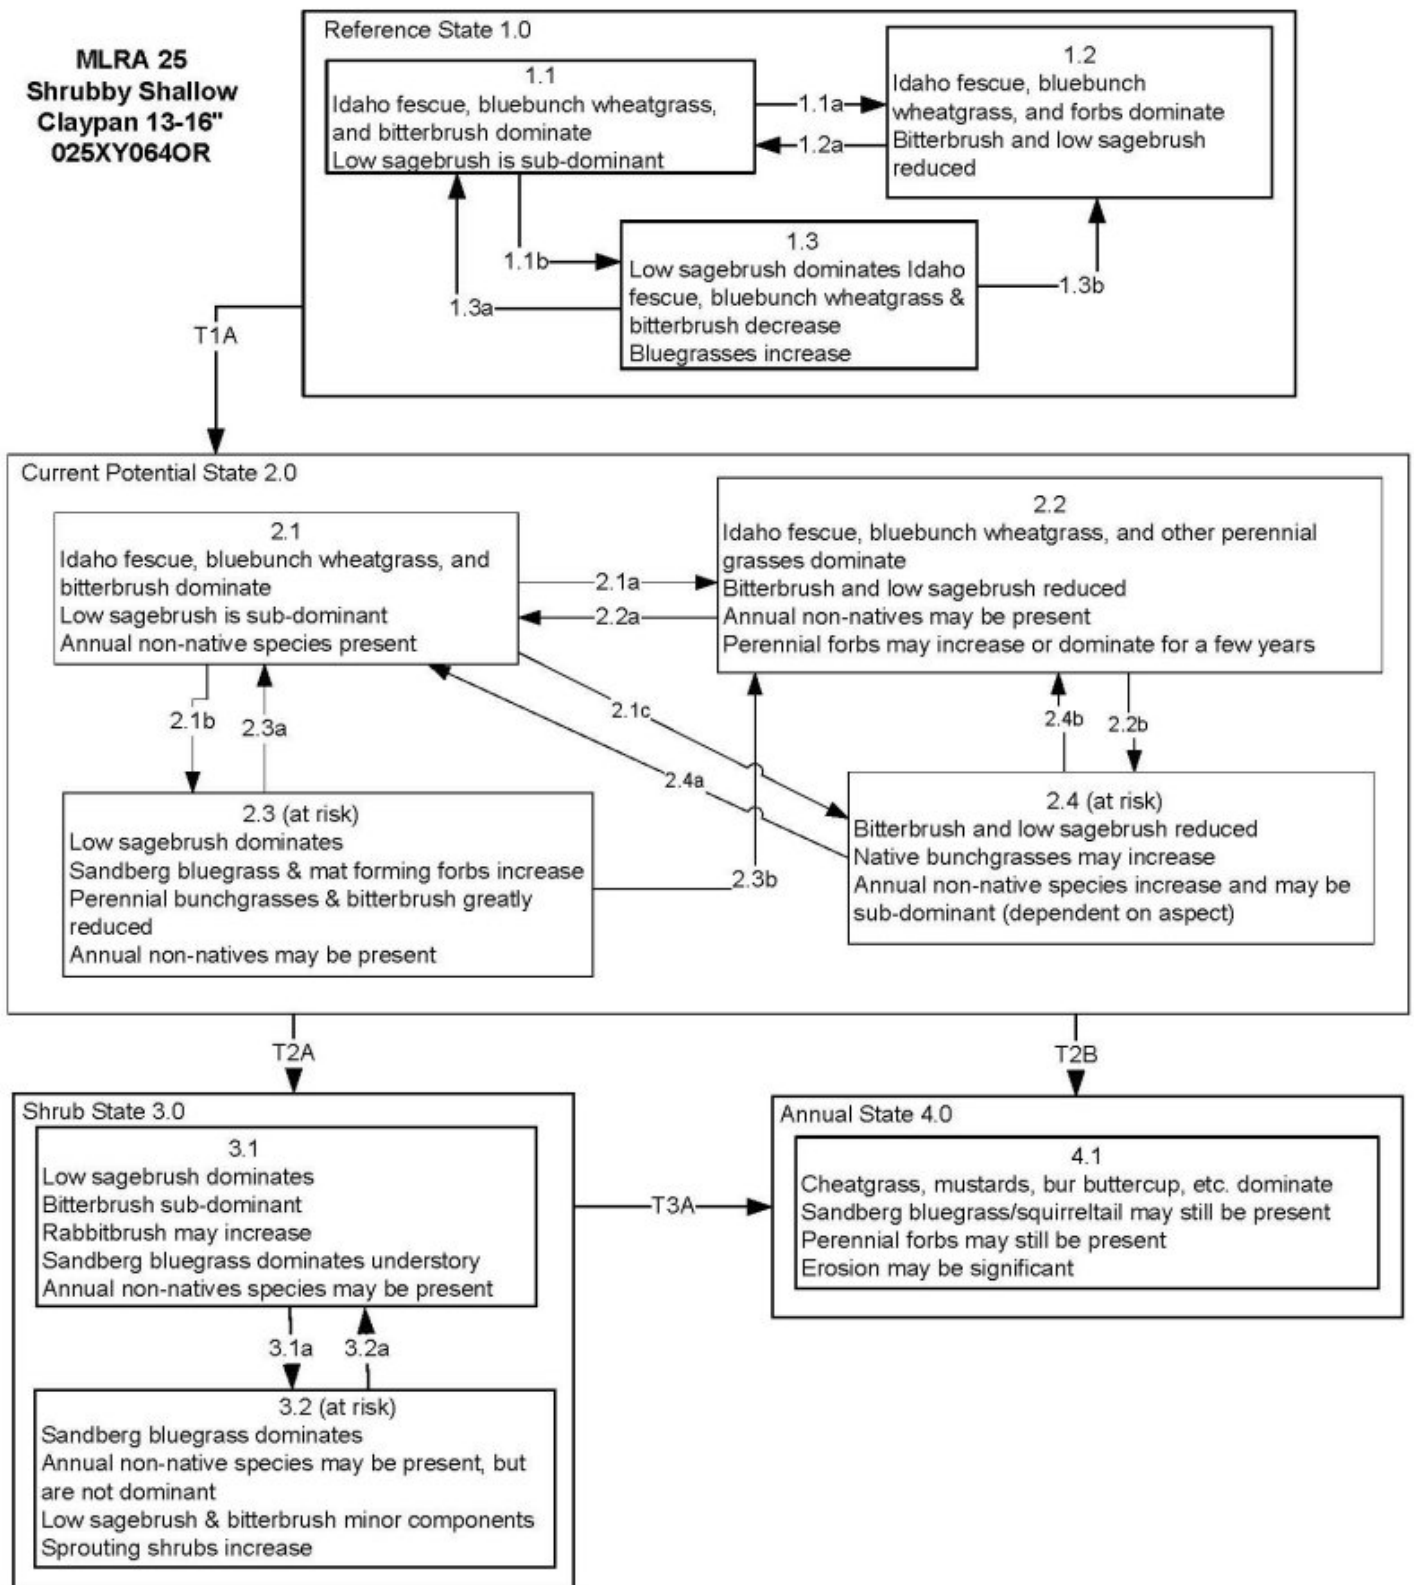 MLRA 25
Shrubby Shallow
Claypan 13-16"
025XY064OR
Reference State 1.0
1.1
Idaho fescue, bluebunch wheatgrass,
and bitterbrush dominate
Low sagebrush is sub-dominant
1.1a
1.2a
1.2
Idaho fescue, bluebunch
wheatgrass, and forbs dominate
Bitterbrush and low sagebrush
reduced
1.1b
1.3a
1.3
Low sagebrush dominates Idaho
fescue, bluebunch wheatgrass &
bitterbrush decrease
Bluegrasses increase
1.3b
T1A
Current Potential State 2.0
2.1
Idaho fescue, bluebunch wheatgrass, and
bitterbrush dominate
Low sagebrush is sub-dominant
Annual non-native species present
2.1a
2.2a
2.2
Idaho fescue, bluebunch wheatgrass, and other perennial
grasses dominate
Bitterbrush and low sagebrush reduced
Annual non-natives may be present
Perennial forbs may increase or dominate for a few years
2.1b
2.3a
2.1c
2.4a
2.4b
2.2b
2.3 (at risk)
Low sagebrush dominates
Sandberg bluegrass & mat forming forbs increase
Perennial bunchgrasses & bitterbrush greatly
reduced
Annual non-natives may be present
2.3b
2.4 (at risk)
Bitterbrush and low sagebrush reduced
Native bunchgrasses may increase
Annual non-native species increase and may be
sub-dominant (dependent on aspect)
T2A
T2B
Shrub State 3.0
3.1
Low sagebrush dominates
Bitterbrush sub-dominant
Rabbitbrush may increase
Sandberg bluegrass dominates understory
Annual non-natives species may be present
T3A
Annual State 4.0
4.1
Cheatgrass, mustards, bur buttercup, etc. dominate
Sandberg bluegrass/squirreltail may still be present
Perennial forbs may still be present
Erosion may be significant
3.1a
3.2a
3.2 (at risk)
Sandberg bluegrass dominates
Annual non-native species may be present, but
are not dominant
Low sagebrush & bitterbrush minor components
Sprouting shrubs increase